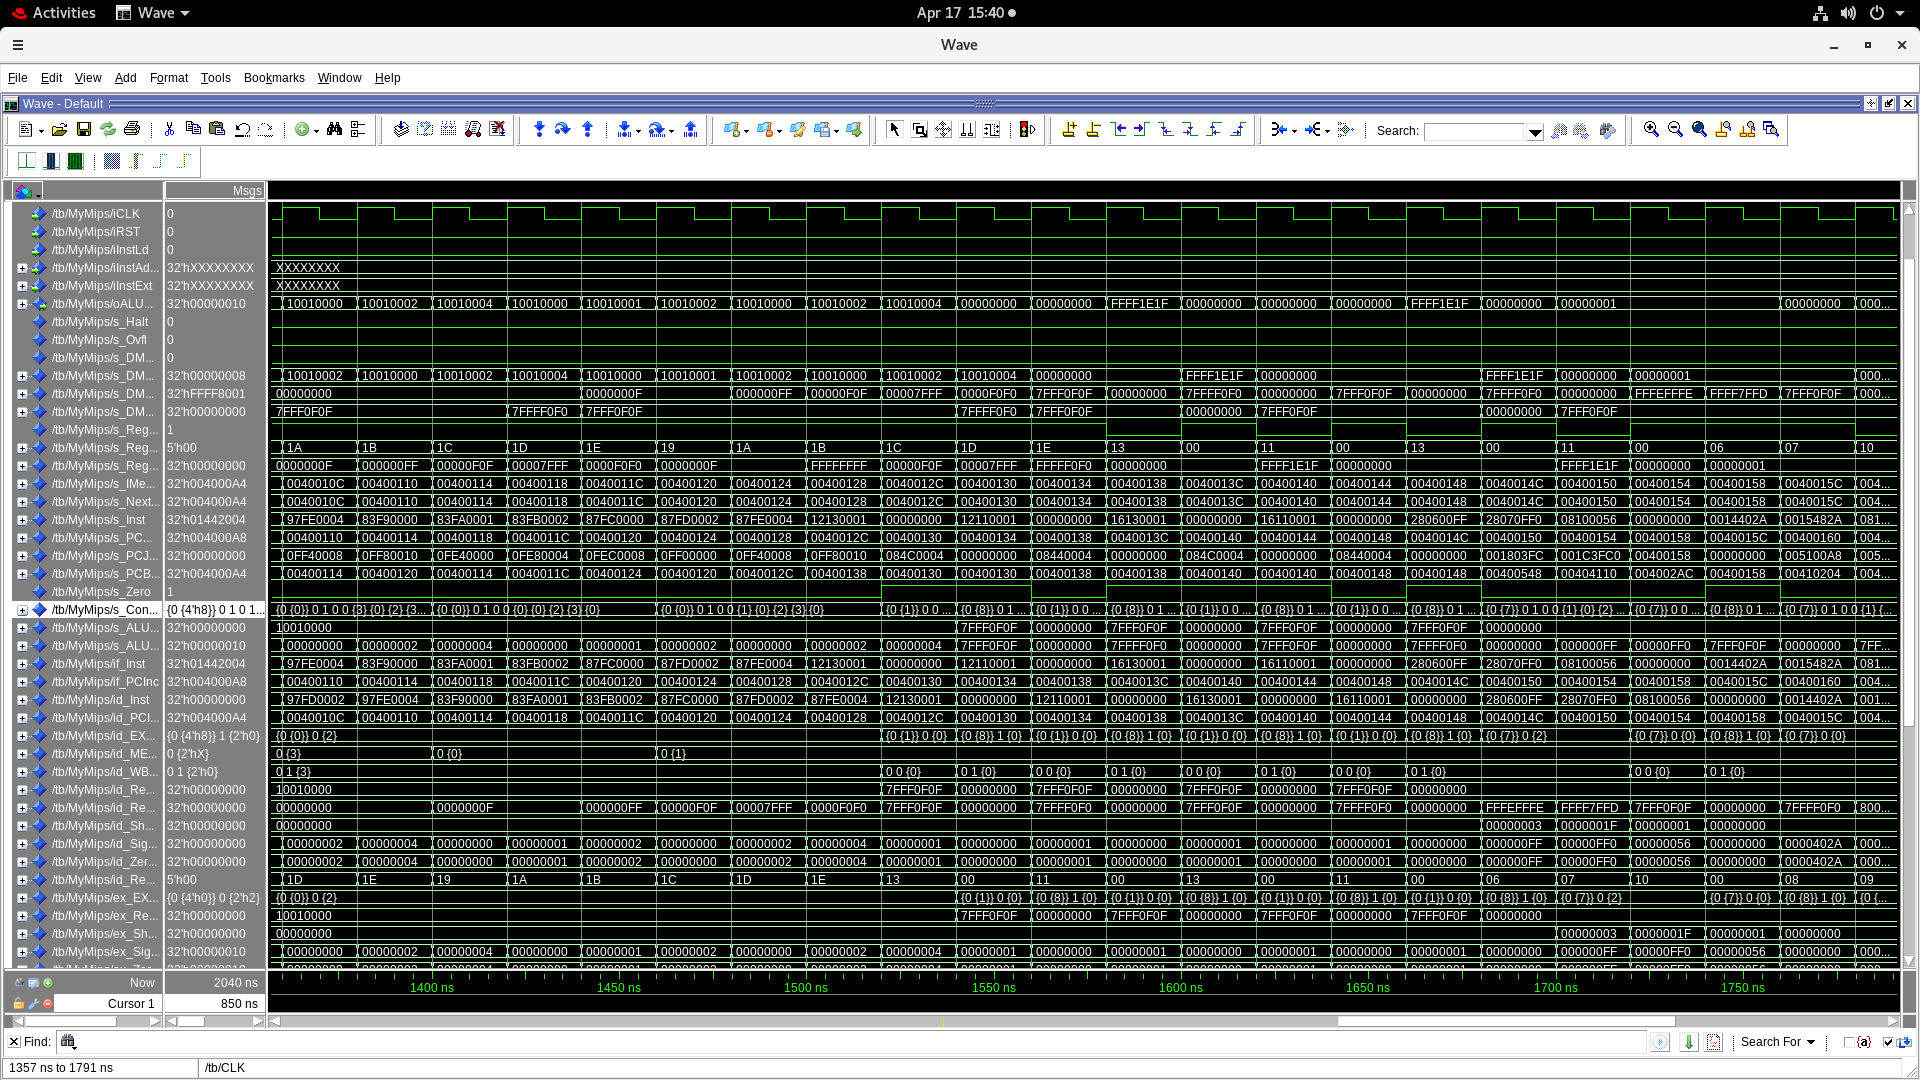 Activities Wave Apr 17 15:40
Wave
File Edit View Add Format Tools Bookmarks Window Help
Wave - Default
Search:
Msgs
/tb/MyMips/iCLK 0
/tb/MyMips/iRST 0
/tb/MyMips/iInstLd 0
/tb/MyMips/iInstAd... 32'hXXXXXXXX XXXXXXXX
/tb/MyMips/iInstExt 32'hXXXXXXXX XXXXXXXX
/tb/MyMips/oALU... 32'h00000010 10010000 10010002 10010004 10010000 10010001 10010002 10010000 10010002 10010004 00000000 00000000 FFFF1E1F 00000000 00000000 00000000 FFFF1E1F 00000000 00000001 00000000 000...
/tb/MyMips/s_Halt 0
/tb/MyMips/s_Ovfl 0
/tb/MyMips/s_DM... 0
/tb/MyMips/s_DM... 32'h00000008 10010002 10010000 10010002 10010004 10010000 10010001 10010002 10010000 10010002 10010004 00000000 FFFF1E1F 00000000 FFFF1E1F 00000000 00000001 000...
/tb/MyMips/s_DM... 32'hFFFF8001 00000000 0000000F 000000FF 00000F0F 00007FFF 0000F0F0 7FFF0F0F 00000000 7FFFF0F0 00000000 7FFF0F0F 00000000 7FFFF0F0 00000000 FFFEFFFE FFFF7FFD 7FFF0F0F 000...
/tb/MyMips/s_DM... 32'h00000000 7FFF0F0F 7FFFF0F0 7FFF0F0F 7FFFF0F0 7FFF0F0F 00000000 7FFF0F0F 00000000 7FFF0F0F
/tb/MyMips/s_Reg... 1
/tb/MyMips/s_Reg... 5'h00 1A 1B 1C 1D 1E 19 1A 1B 1C 1D 1E 13 00 11 00 13 00 11 00 06 07 10
/tb/MyMips/s_Reg... 32'h00000000 0000000F 000000FF 00000F0F 00007FFF 0000F0F0 0000000F FFFFFFFF 00000F0F 00007FFF FFFFF0F0 00000000 FFFF1E1F 00000000 FFFF1E1F 00000000 00000001
/tb/MyMips/s_IMe... 32'h004000A4 0040010C 00400110 00400114 00400118 0040011C 00400120 00400124 00400128 0040012C 00400130 00400134 00400138 0040013C 00400140 00400144 00400148 0040014C 00400150 00400154 00400158 0040015C 004...
/tb/MyMips/s_Next... 32'h004000A4 0040010C 00400110 00400114 00400118 0040011C 00400120 00400124 00400128 0040012C 00400130 00400134 00400138 0040013C 00400140 00400144 00400148 0040014C 00400150 00400154 00400158 0040015C 004...
/tb/MyMips/s_Inst 32'h01442004 97FE0004 83F90000 83FA0001 83FB0002 87FC0000 87FD0002 87FE0004 12130001 00000000 12110001 00000000 16130001 00000000 16110001 00000000 280600FF 28070FF0 08100056 00000000 0014402A 0015482A 081...
/tb/MyMips/s_PC... 32'h004000A8 00400110 00400114 00400118 0040011C 00400120 00400124 00400128 0040012C 00400130 00400134 00400138 0040013C 00400140 00400144 00400148 0040014C 00400150 00400154 00400158 0040015C 00400160 004...
/tb/MyMips/s_PCJ... 32'h00000000 0FF40008 0FF80010 0FE40000 0FE80004 0FEC0008 0FF00000 0FF40008 0FF80010 084C0004 00000000 08440004 00000000 084C0004 00000000 08440004 00000000 001803FC 001C3FC0 00400158 00000000 005100A8 005...
/tb/MyMips/s_PCB... 32'h004000A4 00400114 00400120 00400114 0040011C 00400124 00400120 0040012C 00400138 00400130 00400130 00400140 00400138 00400140 00400140 00400148 00400148 00400548 00404110 004002AC 00400158 00410204 004...
/tb/MyMips/s_Zero 1
/tb/MyMips/s_Con... {0 {4'h8}} 0 1 0 1... {0 {0}} 0 1 0 0 {3} {0} {2} {3... {0 {0}} 0 1 0 0 {0} {0} {2} {3} {0} {0 {0}} 0 1 0 0 {1} {0} {2} {3} {0} {0 {1}} 0 0 ... {0 {8}} 0 1 ... {0 {1}} 0 0 ... {0 {8}} 0 1 ... {0 {1}} 0 0 ... {0 {8}} 0 1 ... {0 {1}} 0 0 ... {0 {8}} 0 1 ... {0 {7}} 0 1 0 0 {1} {0} {2} ... {0 {7}} 0 0 ... {0 {8}} 0 1 ... {0 {7}} 0 1 0 0 {1} {...
/tb/MyMips/s_ALU... 32'h00000000 10010000 7FFF0F0F 00000000 7FFF0F0F 00000000 7FFF0F0F 00000000 7FFF0F0F 00000000
/tb/MyMips/s_ALU... 32'h00000010 00000000 00000002 00000004 00000000 00000001 00000002 00000000 00000002 00000004 7FFF0F0F 00000000 7FFFF0F0 00000000 7FFF0F0F 00000000 7FFFF0F0 00000000 000000FF 00000FF0 7FFF0F0F 00000000 7FF...
/tb/MyMips/if_Inst 32'h01442004 97FE0004 83F90000 83FA0001 83FB0002 87FC0000 87FD0002 87FE0004 12130001 00000000 12110001 00000000 16130001 00000000 16110001 00000000 280600FF 28070FF0 08100056 00000000 0014402A 0015482A 081...
/tb/MyMips/if_PCInc 32'h004000A8 00400110 00400114 00400118 0040011C 00400120 00400124 00400128 0040012C 00400130 00400134 00400138 0040013C 00400140 00400144 00400148 0040014C 00400150 00400154 00400158 0040015C 00400160 004...
/tb/MyMips/id_Inst 32'h00000000 97FD0002 97FE0004 83F90000 83FA0001 83FB0002 87FC0000 87FD0002 87FE0004 12130001 00000000 12110001 00000000 16130001 00000000 16110001 00000000 280600FF 28070FF0 08100056 00000000 0014402A 001...
/tb/MyMips/id_PCI... 32'h004000A4 0040010C 00400110 00400114 00400118 0040011C 00400120 00400124 00400128 0040012C 00400130 00400134 00400138 0040013C 00400140 00400144 00400148 0040014C 00400150 00400154 00400158 0040015C 004...
/tb/MyMips/id_EX... {0 {4'h8}} 1 {2'h0} {0 {0}} 0 {2} {0 {1}} 0 {0} {0 {8}} 1 {0} {0 {1}} 0 {0} {0 {8}} 1 {0} {0 {1}} 0 {0} {0 {8}} 1 {0} {0 {1}} 0 {0} {0 {8}} 1 {0} {0 {7}} 0 {2} {0 {7}} 0 {0} {0 {8}} 1 {0} {0 {7}} 0 {0}
/tb/MyMips/id_ME... 0 {2'hX} 0 {3} 0 {0} 0 {1}
/tb/MyMips/id_WB... 0 1 {2'h0} 0 1 {3} 0 0 {0} 0 1 {0} 0 0 {0} 0 1 {0} 0 0 {0} 0 1 {0} 0 0 {0} 0 1 {0} 0 0 {0} 0 1 {0}
/tb/MyMips/id_Re... 32'h00000000 10010000 7FFF0F0F 00000000 7FFF0F0F 00000000 7FFF0F0F 00000000 7FFF0F0F 00000000
/tb/MyMips/id_Re... 32'h00000000 00000000 0000000F 000000FF 00000F0F 00007FFF 0000F0F0 7FFF0F0F 00000000 7FFFF0F0 00000000 7FFF0F0F 00000000 7FFFF0F0 00000000 FFFEFFFE FFFF7FFD 7FFF0F0F 00000000 7FFFF0F0 800...
/tb/MyMips/id_Sh... 32'h00000000 00000000 00000003 0000001F 00000001 00000000
/tb/MyMips/id_Sig... 32'h00000000 00000002 00000004 00000000 00000001 00000002 00000000 00000002 00000004 00000001 00000000 00000001 00000000 00000001 00000000 00000001 00000000 000000FF 00000FF0 00000056 00000000 0000402A 000...
/tb/MyMips/id_Zer... 32'h00000000 00000002 00000004 00000000 00000001 00000002 00000000 00000002 00000004 00000001 00000000 00000001 00000000 00000001 00000000 00000001 00000000 000000FF 00000FF0 00000056 00000000 0000402A 000...
/tb/MyMips/id_Re... 5'h00 1D 1E 19 1A 1B 1C 1D 1E 13 00 11 00 13 00 11 00 06 07 10 00 08 09
/tb/MyMips/ex_EX... {0 {4'h0}} 0 {2'h2} {0 {0}} 0 {2} {0 {1}} 0 {0} {0 {8}} 1 {0} {0 {1}} 0 {0} {0 {8}} 1 {0} {0 {1}} 0 {0} {0 {8}} 1 {0} {0 {1}} 0 {0} {0 {8}} 1 {0} {0 {7}} 0 {2} {0 {7}} 0 {0} {0 {8}} 1 {0} {0 {...
/tb/MyMips/ex_Re... 32'h00000000 10010000 7FFF0F0F 00000000 7FFF0F0F 00000000 7FFF0F0F 00000000 7FFF0F0F 00000000
/tb/MyMips/ex_Sh... 32'h00000000 00000000 00000003 0000001F 00000001 00000000
/tb/MyMips/ex_Sig... 32'h00000010 00000000 00000002 00000004 00000000 00000001 00000002 00000000 00000002 00000004 00000001 00000000 00000001 00000000 00000001 00000000 00000001 00000000 000000FF 00000FF0 00000056 00000000 000...
Now 2040 ns
1400 ns 1450 ns 1500 ns 1550 ns 1600 ns 1650 ns 1700 ns 1750 ns
Cursor 1 850 ns
Find: Search For
1357 ns to 1791 ns /tb/CLK